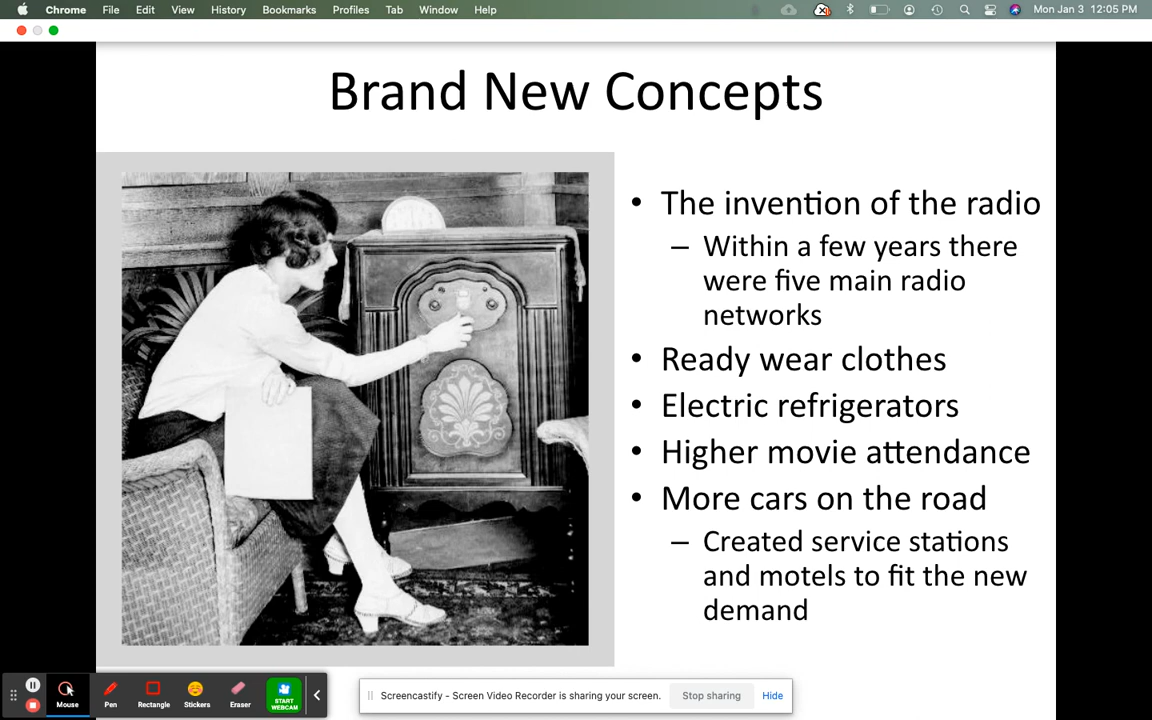 Chrome File Edit View History Bookmarks Profiles Tab Window Help Mon Jan 3 12:05 PM
Brand New Concepts
• The invention of the radio
– Within a few years there
were five main radio
networks
• Ready wear clothes
• Electric refrigerators
• Higher movie attendance
• More cars on the road
– Created service stations
and motels to fit the new
demand
Mouse Pen Rectangle Stickers Eraser START
WEBCAM
Screencastify - Screen Video Recorder is sharing your screen. Stop sharing Hide